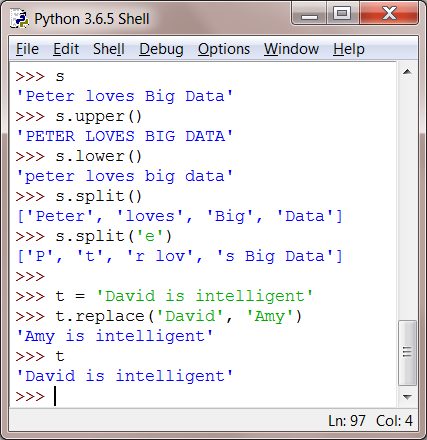 Python 3.6.5 Shell
File Edit Shell Debug Options Window Help
>>> s
'Peter loves Big Data'
>>> s.upper()
'PETER LOVES BIG DATA'
>>> s.lower()
'peter loves big data'
>>> s.split()
['Peter', 'loves', 'Big', 'Data']
>>> s.split('e')
['P', 't', 'r lov', 's Big Data']
>>>
>>> t = 'David is intelligent'
>>> t.replace('David', 'Amy')
'Amy is intelligent'
>>> t
'David is intelligent'
>>>
Ln: 97 Col: 4